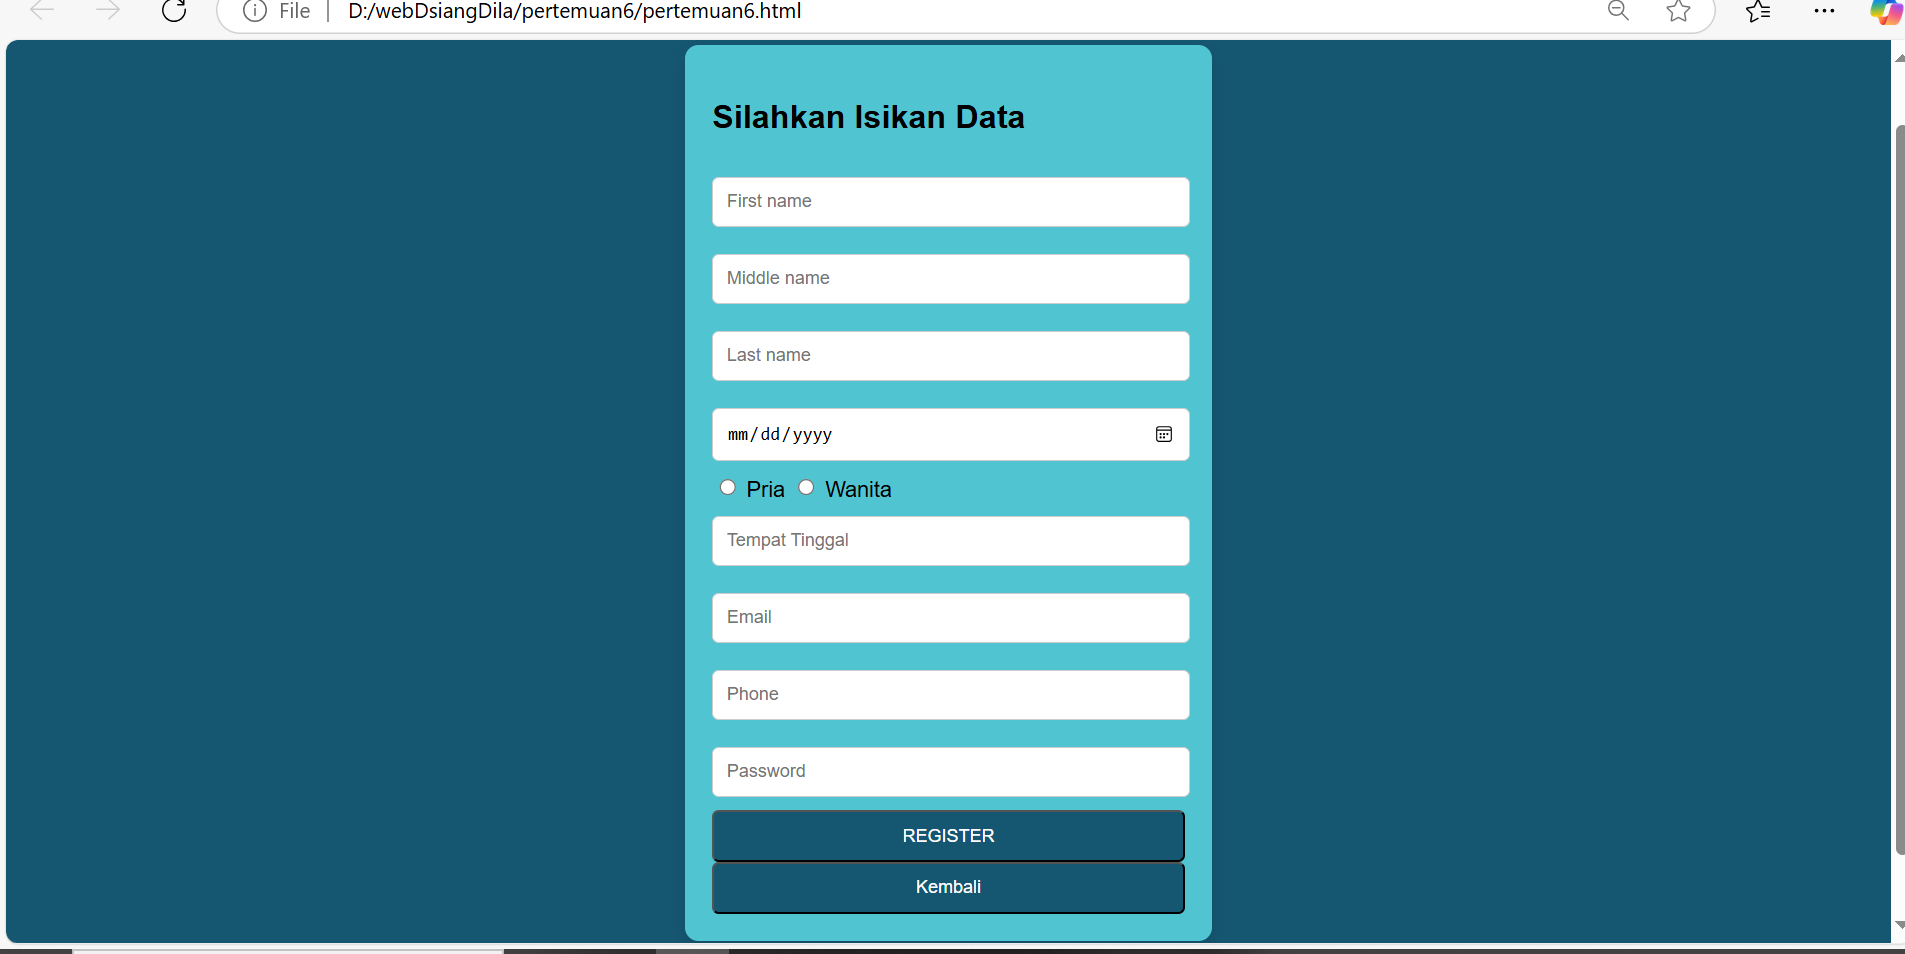 File | D:/webDsiangDila/pertemuan6/pertemuan6.html
Silahkan Isikan Data
First name
Middle name
Last name
mm/dd/yyyy
Pria Wanita
Tempat Tinggal
Email
Phone
Password
REGISTER
Kembali